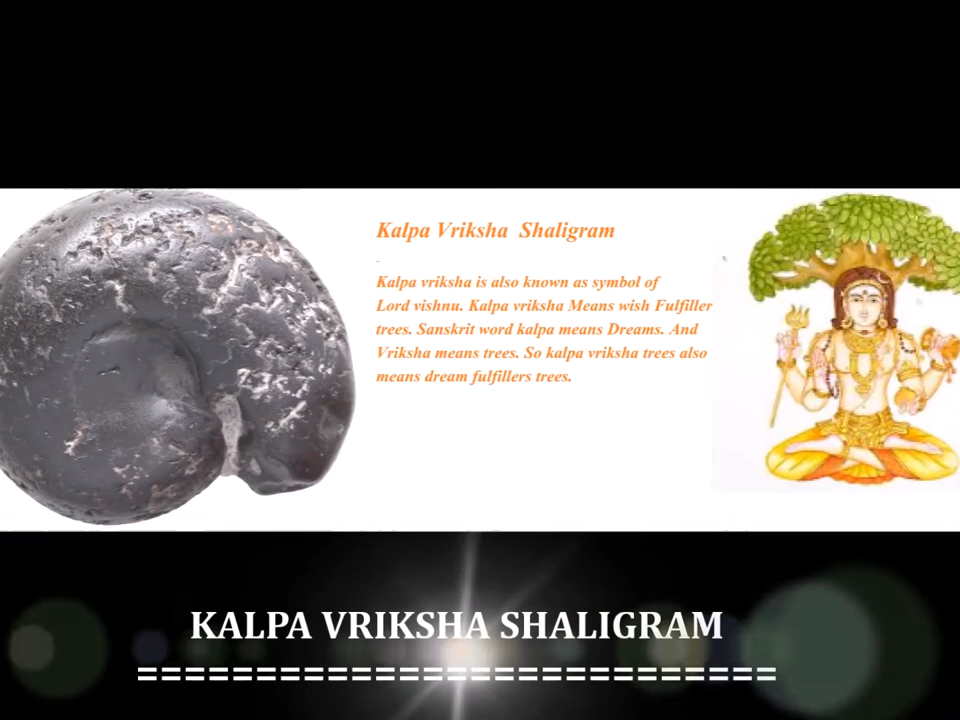 Kalpa Vriksha Shaligram
Kalpa vriksha is also known as symbol of
Lord vishnu. Kalpa vriksha Means wish Fulfiller
trees. Sanskrit word kalpa means Dreams. And
Vriksha means trees. So kalpa vriksha trees also
means dream fulfillers trees.
KALPA VRIKSHA SHALIGRAM
===========================